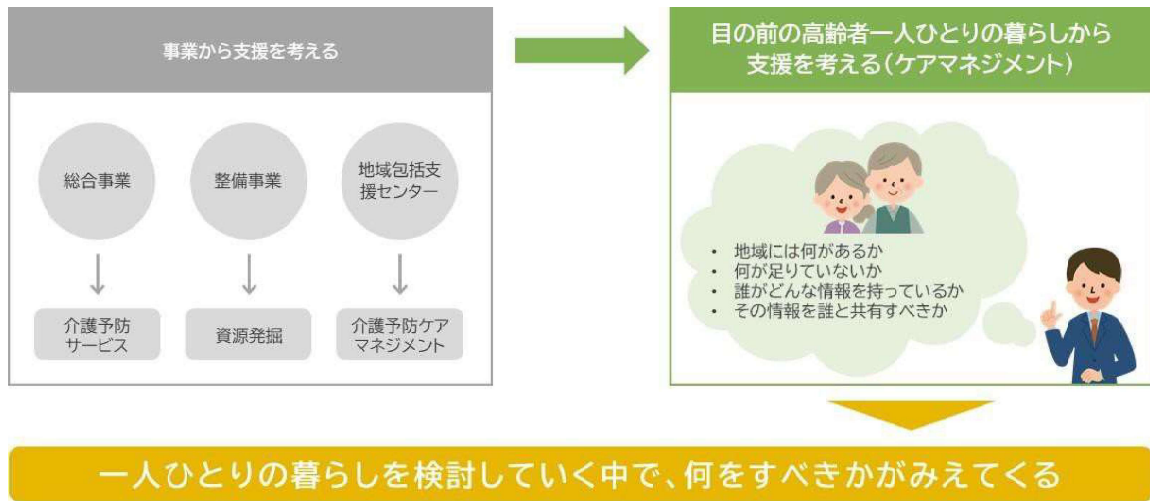 事業から支援を考える
総合事業
整備事業
地域包括支
援センター
介護予防
サービス
資源発掘
介護予防ケア
マネジメント
目の前の高齢者一人ひとりの暮らしから
支援を考える(ケアマネジメント)
• 地域には何があるか
• 何が足りていないか
• 誰がどんな情報を持っているか
• その情報を誰と共有すべきか
一人ひとりの暮らしを検討していく中で、何をすべきかがみえてくる